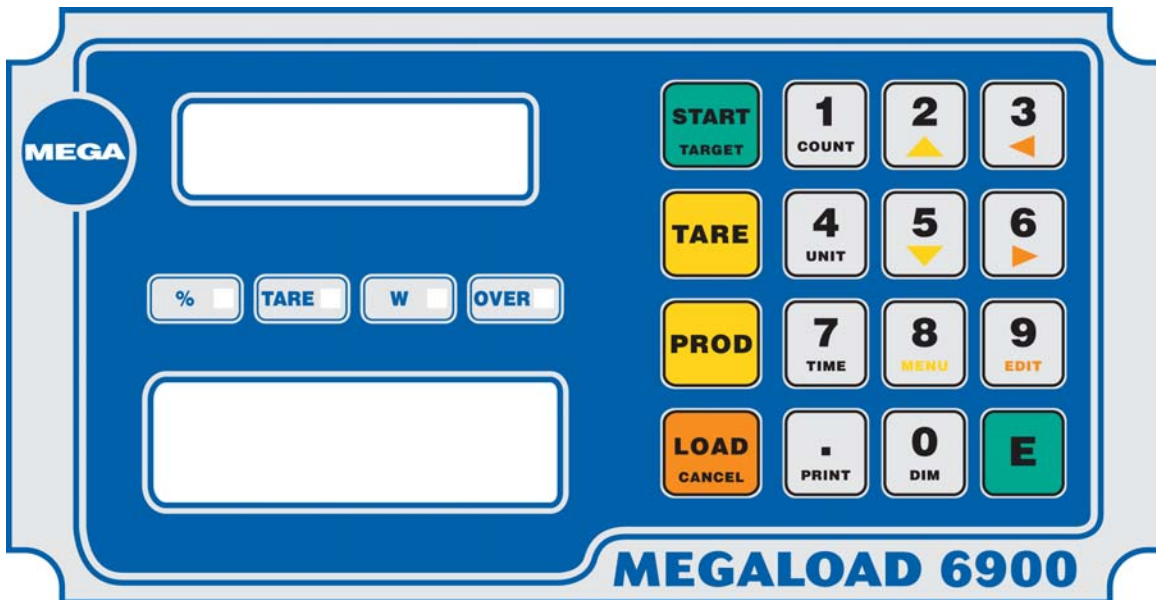 MEGA
% TARE W OVER
START
TARGET
1
COUNT
2
3
TARE
4
UNIT
5
6
PROD
7
TIME
8
MENU
9
EDIT
LOAD
CANCEL
.
PRINT
0
DIM
E
MEGALOAD 6900